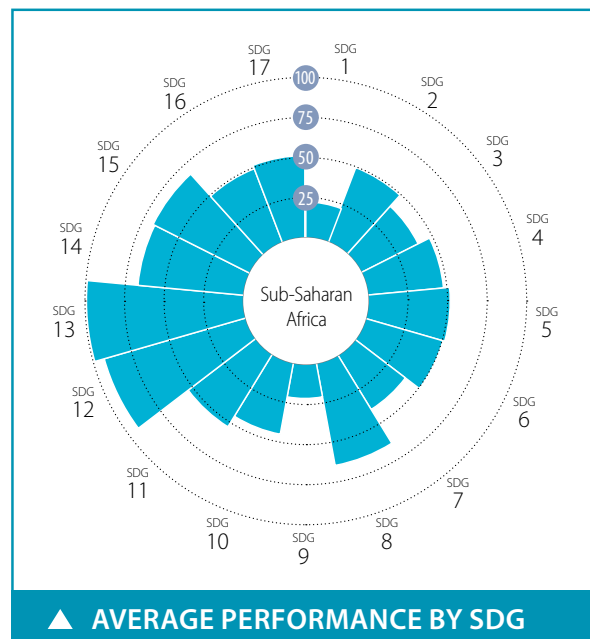 SDG
1
SDG
2
SDG
3
SDG
4
SDG
5
SDG
6
SDG
7
SDG
8
SDG
9
SDG
10
SDG
11
SDG
12
SDG
13
SDG
14
SDG
15
SDG
16
SDG
17
100
75
50
25
Sub-Saharan
Africa
▲ AVERAGE PERFORMANCE BY SDG